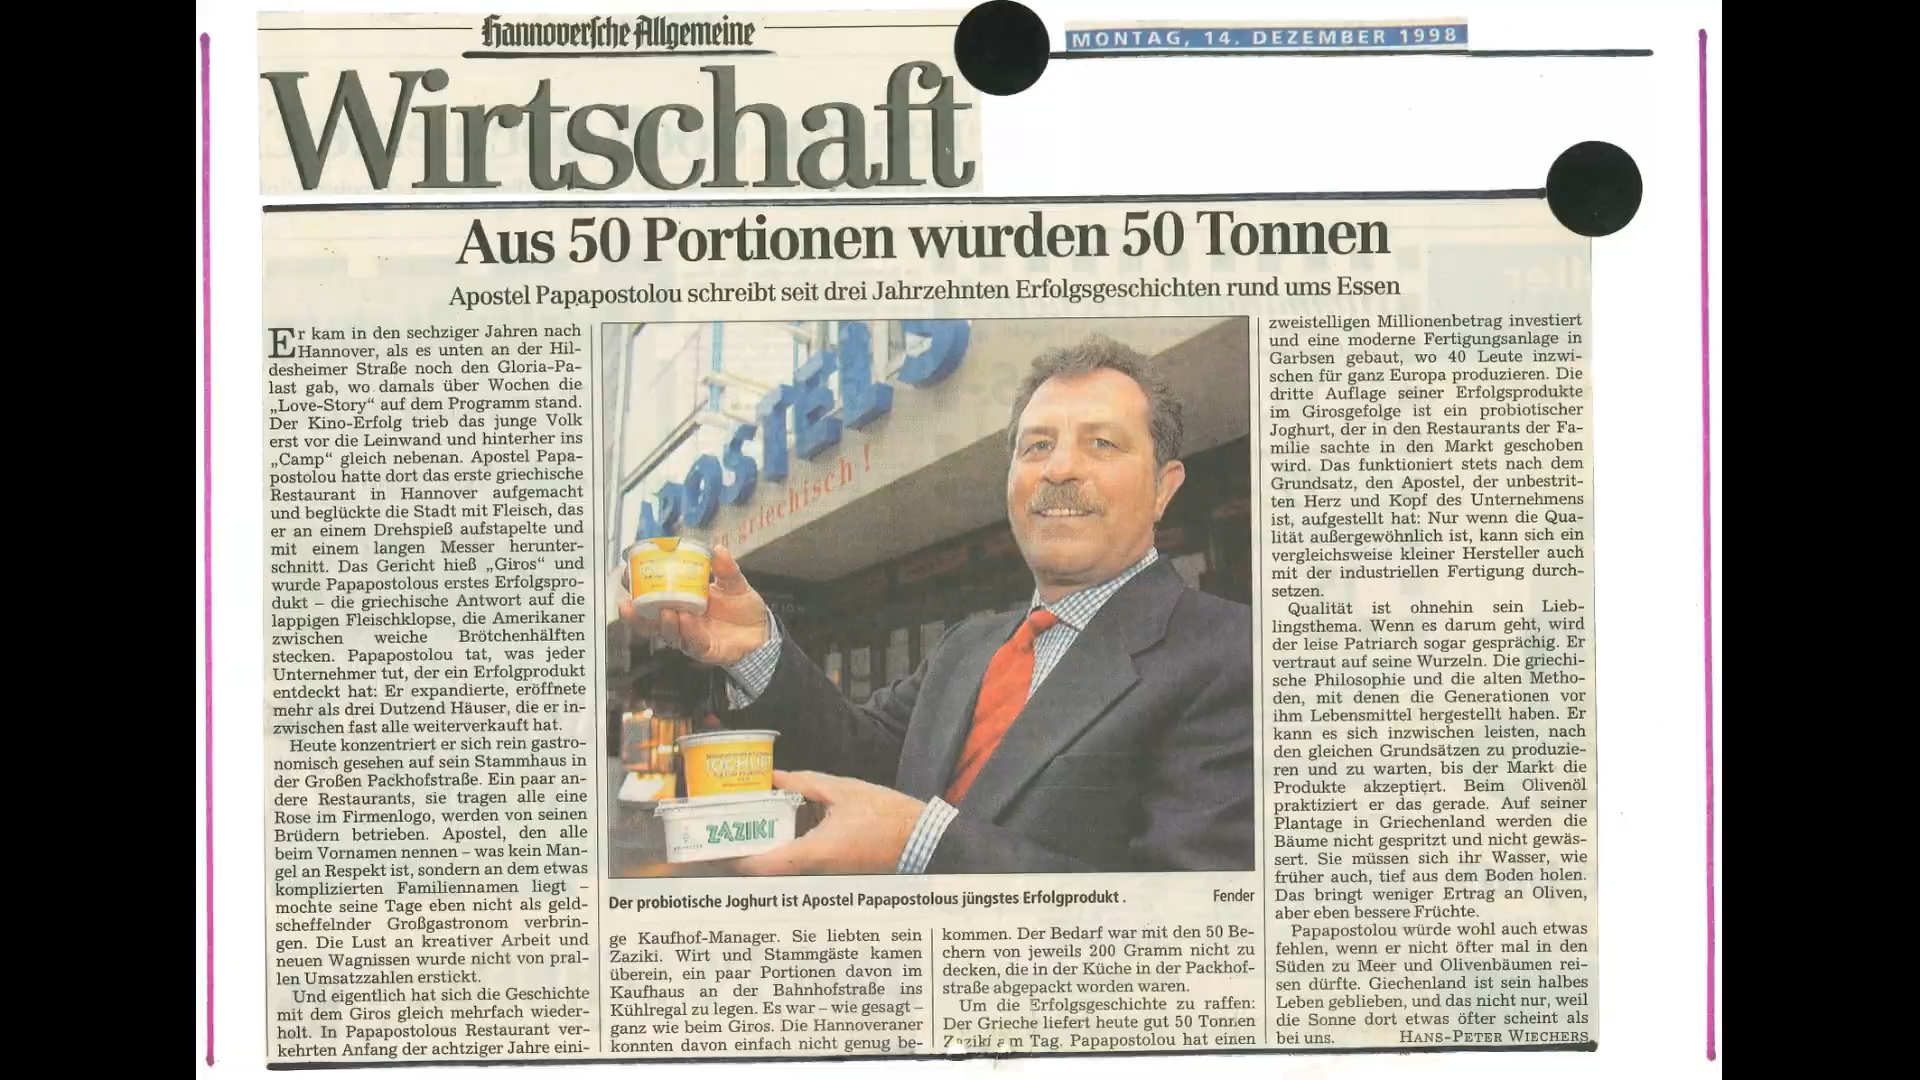 Hannoversche Allgemeine
MONTAG, 14. DEZEMBER 1998
Wirtschaft
Aus 50 Portionen wurden 50 Tonnen
Apostel Papapostolou schreibt seit drei Jahrzehnten Erfolgsgeschichten rund ums Essen
Er kam in den sechziger Jahren nach
Hannover, als es unten an der Hil-
desheimer Straße noch den Gloria-Pa-
last gab, wo damals über Wochen die
„Love-Story“ auf dem Programm stand.
Der Kino-Erfolg trieb das junge Volk
erst vor die Leinwand und hinterher ins
„Camp“ gleich nebenan. Apostel Papa-
postolou hatte dort das erste griechische
Restaurant in Hannover aufgemacht
und beglückte die Stadt mit Fleisch, das
er an einem Drehspieß aufstapelte und
mit einem langen Messer herunter-
schnitt. Das Gericht hieß „Giros“ und
wurde Papapostolous erstes Erfolgspro-
dukt – die griechische Antwort auf die
lappigen Fleischklopse, die Amerikaner
zwischen weiche Brötchenhälften
stecken. Papapostolou tat, was jeder
Unternehmer tut, der ein Erfolgprodukt
entdeckt hat: Er expandierte, eröffnete
mehr als drei Dutzend Häuser, die er in-
zwischen fast alle weiterverkauft hat.
Heute konzentriert er sich rein gastro-
nomisch gesehen auf sein Stammhaus in
der Großen Packhofstraße. Ein paar an-
dere Restaurants, sie tragen alle eine
Rose im Firmenlogo, werden von seinen
Brüdern betrieben. Apostel, den alle
beim Vornamen nennen – was kein Man-
gel an Respekt ist, sondern an dem etwas
komplizierten Familiennamen liegt –
mochte seine Tage eben nicht als geld-
scheffelnder Großgastronom verbrin-
gen. Die Lust an kreativer Arbeit und
neuen Wagnissen wurde nicht von pral-
len Umsatzzahlen erstickt.
Und eigentlich hat sich die Geschichte
mit dem Giros gleich mehrfach wieder-
holt. In Papapostolous Restaurant ver-
kehrten Anfang der achtziger Jahre eini-
APOSTELS
griechisch !
JOGHURT
JOGHURT
ZAZIKI
Der probiotische Joghurt ist Apostel Papapostolous jüngstes Erfolgprodukt . Fender
ge Kaufhof-Manager. Sie liebten sein
Zaziki. Wirt und Stammgäste kamen
überein, ein paar Portionen davon im
Kaufhaus an der Bahnhofstraße ins
Kühlregal zu legen. Es war – wie gesagt –
ganz wie beim Giros. Die Hannoveraner
konnten davon einfach nicht genug be-
kommen. Der Bedarf war mit den 50 Be-
chern von jeweils 200 Gramm nicht zu
decken, die in der Küche in der Packhof-
straße abgepackt worden waren.
Um die Erfolgsgeschichte zu raffen:
Der Grieche liefert heute gut 50 Tonnen
Zaziki am Tag. Papapostolou hat einen
zweistelligen Millionenbetrag investiert
und eine moderne Fertigungsanlage in
Garbsen gebaut, wo 40 Leute inzwi-
schen für ganz Europa produzieren. Die
dritte Auflage seiner Erfolgsprodukte
im Girosgefolge ist ein probiotischer
Joghurt, der in den Restaurants der Fa-
milie sachte in den Markt geschoben
wird. Das funktioniert stets nach dem
Grundsatz, den Apostel, der unbestrit-
ten Herz und Kopf des Unternehmens
ist, aufgestellt hat: Nur wenn die Qua-
lität außergewöhnlich ist, kann sich ein
vergleichsweise kleiner Hersteller auch
mit der industriellen Fertigung durch-
setzen.
Qualität ist ohnehin sein Lieb-
lingsthema. Wenn es darum geht, wird
der leise Patriarch sogar gesprächig. Er
vertraut auf seine Wurzeln. Die griechi-
sche Philosophie und die alten Metho-
den, mit denen die Generationen vor
ihm Lebensmittel hergestellt haben. Er
kann es sich inzwischen leisten, nach
den gleichen Grundsätzen zu produzie-
ren und zu warten, bis der Markt die
Produkte akzeptiert. Beim Olivenöl
praktiziert er das gerade. Auf seiner
Plantage in Griechenland werden die
Bäume nicht gespritzt und nicht gewäs-
sert. Sie müssen sich ihr Wasser, wie
früher auch, tief aus dem Boden holen.
Das bringt weniger Ertrag an Oliven,
aber eben bessere Früchte.
Papapostolou würde wohl auch etwas
fehlen, wenn er nicht öfter mal in den
Süden zu Meer und Olivenbäumen rei-
sen dürfte. Giechenland ist sein halbes
Leben geblieben, und das nicht nur, weil
die Sonne dort etwas öfter scheint als
bei uns. HANS-PETER WIECHERS